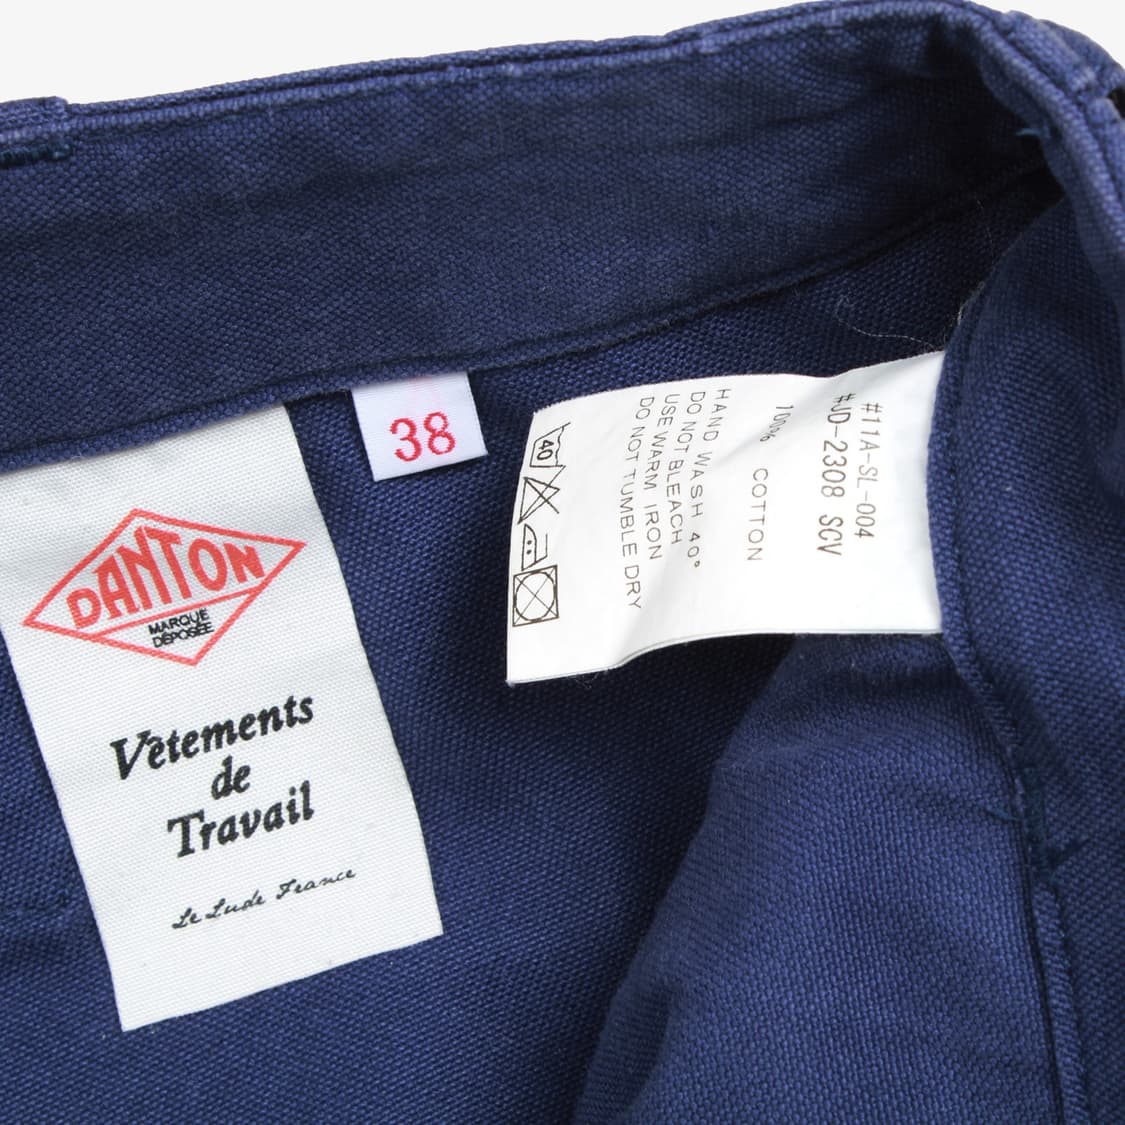 DANTON
MARQUE
DÉPOSÉE
Vêtements
de
Travail
Le Lude France
38
#11A-SL-004
#JD-2308 SCV
100% COTTON
HAND WASH 40°
DO NOT BLEACH
USE WARM IRON
DO NOT TUMBLE DRY
40